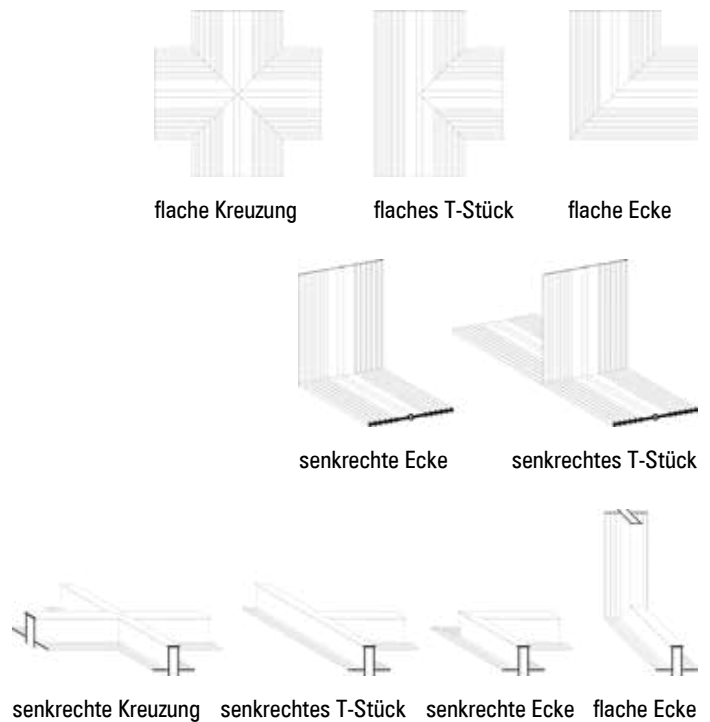 flache Kreuzung flaches T-Stück flache Ecke
senkrechte Ecke senkrechtes T-Stück
senkrechte Kreuzung senkrechtes T-Stück senkrechte Ecke flache Ecke